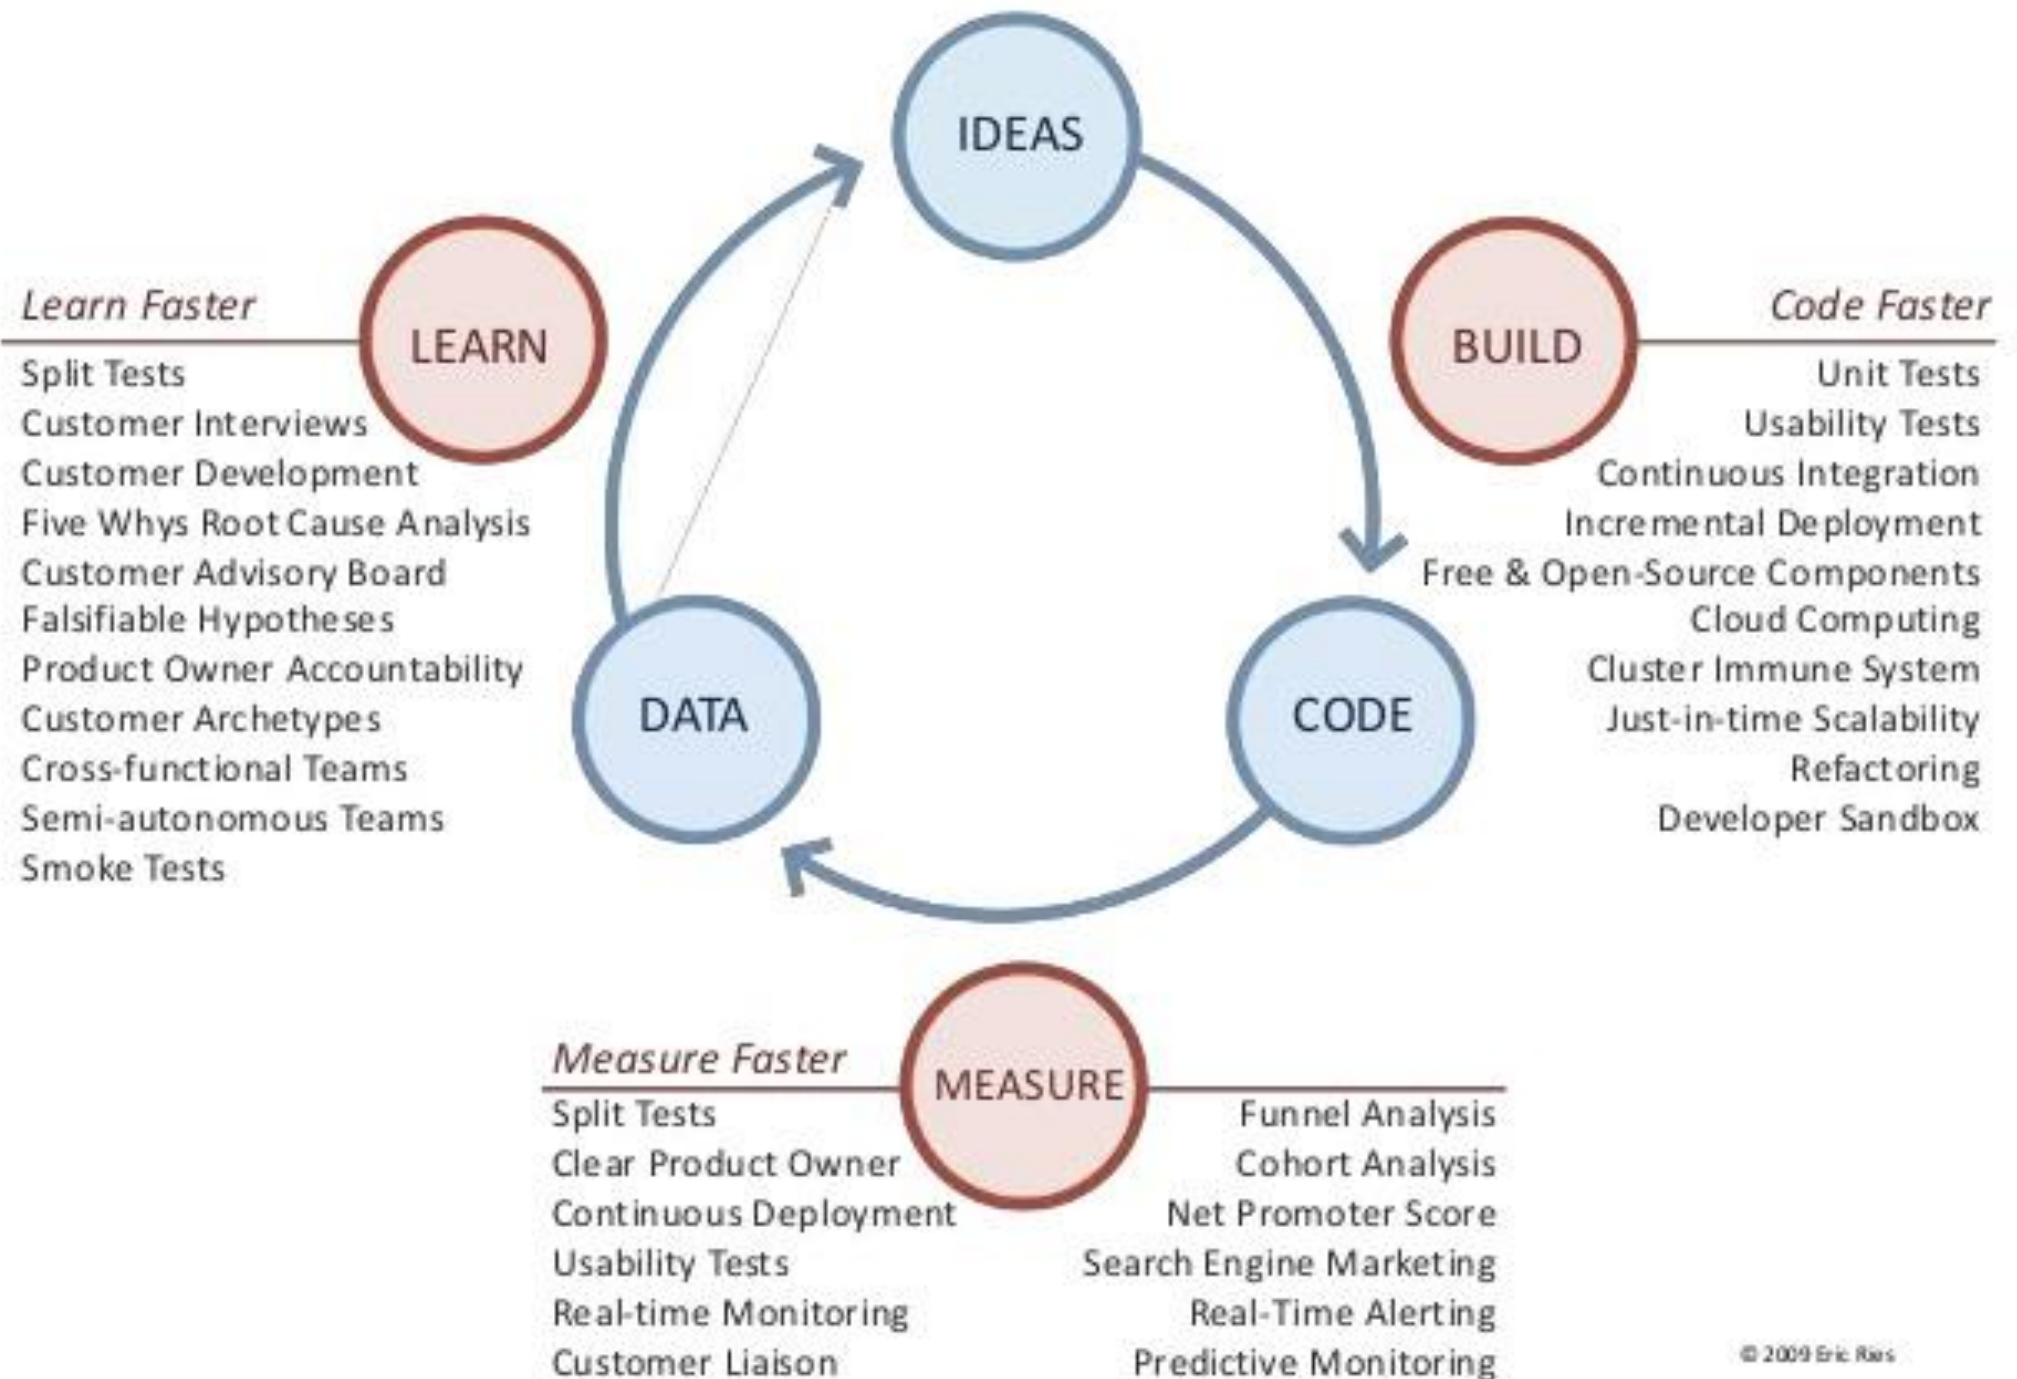 IDEAS
Learn Faster
LEARN
Split Tests
Customer Interviews
Customer Development
Five Whys Root Cause Analysis
Customer Advisory Board
Falsifiable Hypotheses
Product Owner Accountability
Customer Archetypes
Cross-functional Teams
Semi-autonomous Teams
Smoke Tests
BUILD
Code Faster
Unit Tests
Usability Tests
Continuous Integration
Incremental Deployment
Free & Open-Source Components
Cloud Computing
Cluster Immune System
Just-in-time Scalability
Refactoring
Developer Sandbox
DATA
CODE
Measure Faster
MEASURE
Split Tests
Clear Product Owner
Continuous Deployment
Usability Tests
Real-time Monitoring
Customer Liaison
Funnel Analysis
Cohort Analysis
Net Promoter Score
Search Engine Marketing
Real-Time Alerting
Predictive Monitoring
© 2009 Eric Ries